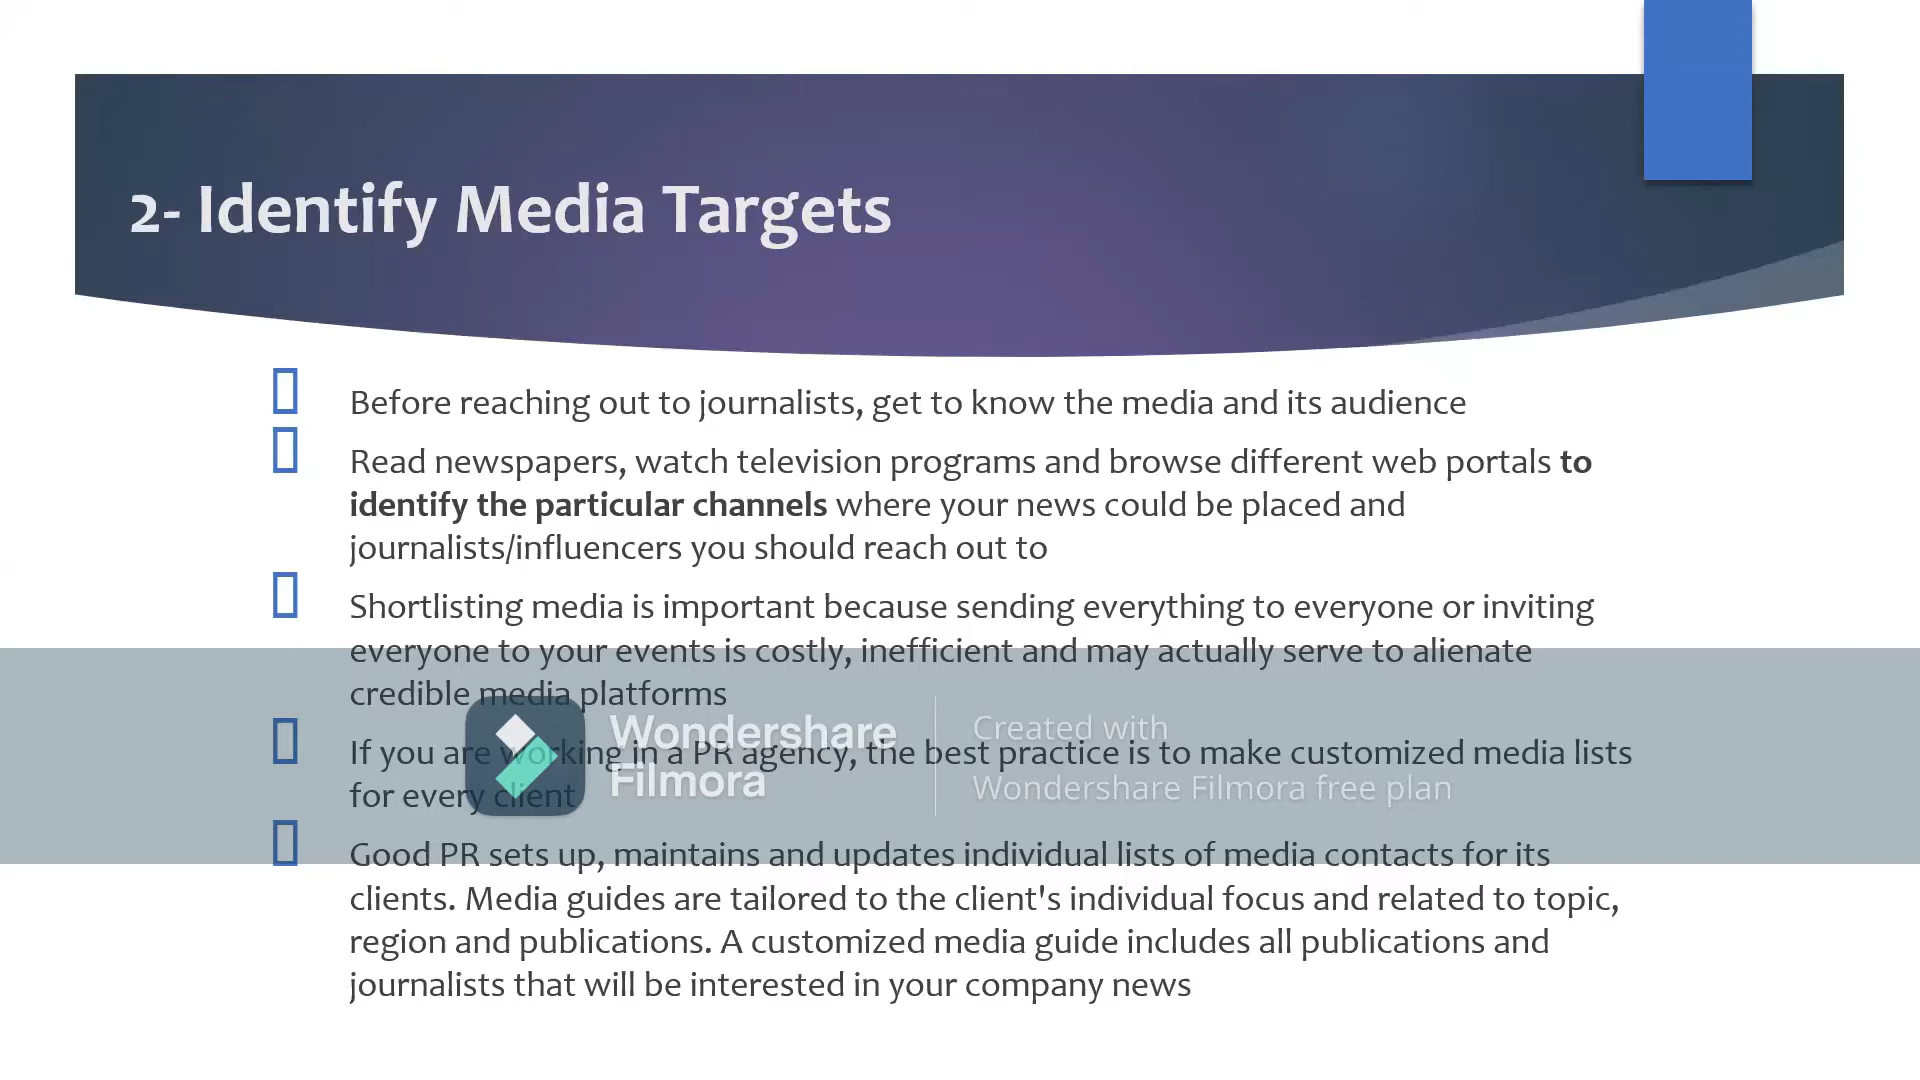 2- Identify Media Targets
Before reaching out to journalists, get to know the media and its audience
Read newspapers, watch television programs and browse different web portals to
identify the particular channels where your news could be placed and
journalists/influencers you should reach out to
Shortlisting media is important because sending everything to everyone or inviting
everyone to your events is costly, inefficient and may actually serve to alienate
credible media platforms
If you are working in a PR agency, the best practice is to make customized media lists
for every client
Wondershare
Filmora
Created with
Wondershare Filmora free plan
Good PR sets up, maintains and updates individual lists of media contacts for its
clients. Media guides are tailored to the client's individual focus and related to topic,
region and publications. A customized media guide includes all publications and
journalists that will be interested in your company news